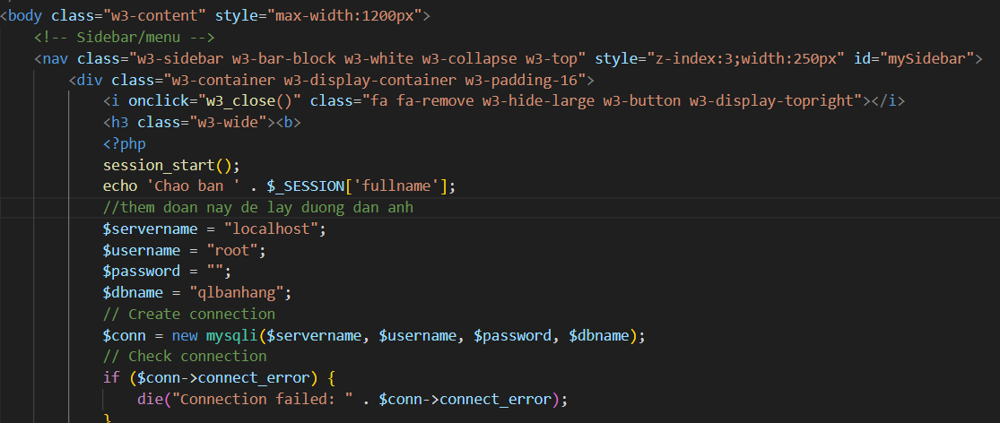 <body class="w3-content" style="max-width:1200px">
<!-- Sidebar/menu -->
<nav class="w3-sidebar w3-bar-block w3-white w3-collapse w3-top" style="z-index:3;width:250px" id="mySidebar">
<div class="w3-container w3-display-container w3-padding-16">
<i onclick="w3_close()" class="fa fa-remove w3-hide-large w3-button w3-display-topright"></i>
<h3 class="w3-wide"><b>
<?php
session_start();
echo 'Chao ban ' . $_SESSION['fullname'];
//them doan nay de lay duong dan anh
$servername = "localhost";
$username = "root";
$password = "";
$dbname = "qlbanhang";
// Create connection
$conn = new mysqli($servername, $username, $password, $dbname);
// Check connection
if ($conn->connect_error) {
die("Connection failed: " . $conn->connect_error);
}